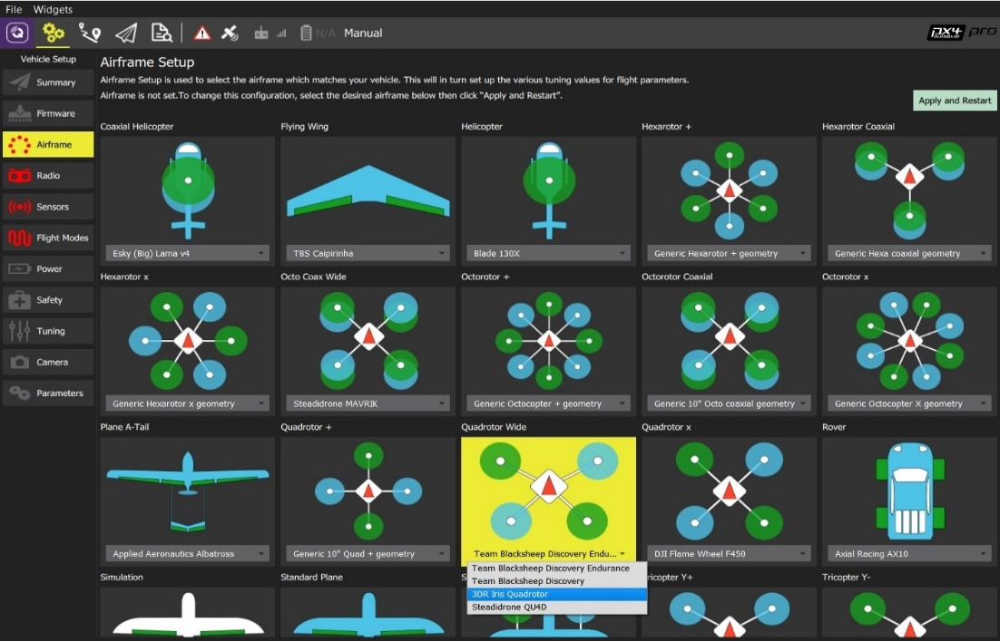 File Widgets
N/A Manual
px4 pro
autopilot
Vehicle Setup
Summary
Firmware
Airframe
Radio
Sensors
Flight Modes
Power
Safety
Tuning
Camera
Parameters
Airframe Setup
Airframe Setup is used to select the airframe which matches your vehicle. This will in turn set up the various tuning values for flight parameters.
Airframe is not set.To change this configuration, select the desired airframe below then click “Apply and Restart”.
Apply and Restart
Coaxial Helicopter
Flying Wing
Helicopter
Hexarotor +
Hexarotor Coaxial
Esky (Big) Lama v4
TBS Caipirinha
Blade 130X
Generic Hexarotor + geometry
Generic Hexa coaxial geometry
Hexarotor x
Octo Coax Wide
Octorotor +
Octorotor Coaxial
Octorotor x
Generic Hexarotor x geometry
Steadidrone MAVRIK
Generic Octocopter + geometry
Generic 10" Octo coaxial geometry
Generic Octocopter X geometry
Plane A-Tail
Quadrotor +
Quadrotor Wide
Quadrotor x
Rover
Applied Aeronautics Albatross
Generic 10" Quad + geometry
Team Blacksheep Discovery Endu...
DJI Flame Wheel F450
Axial Racing AX10
Team Blacksheep Discovery Endurance
Team Blacksheep Discovery
3DR Iris Quadrotor
Steadidrone QU4D
Simulation
Standard Plane
Tricopter Y+
Tricopter Y-